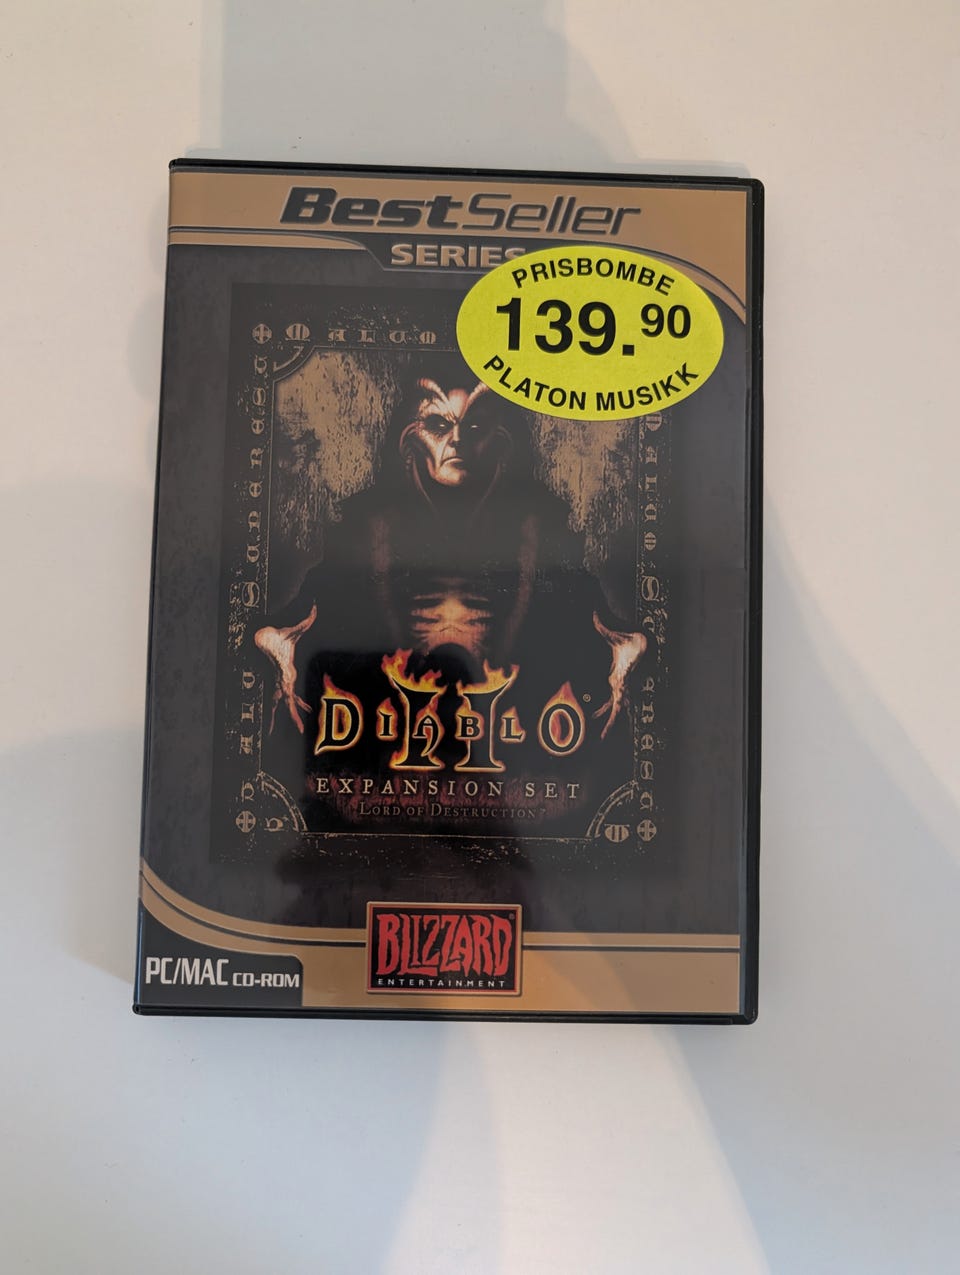 BestSeller
SERIES
PRISBOMBE
139.90
PLATON MUSIKK
DIABLO®
II
EXPANSION SET
LORD OF DESTRUCTION
BLIZZARD®
ENTERTAINMENT
PC/MAC CD-ROM